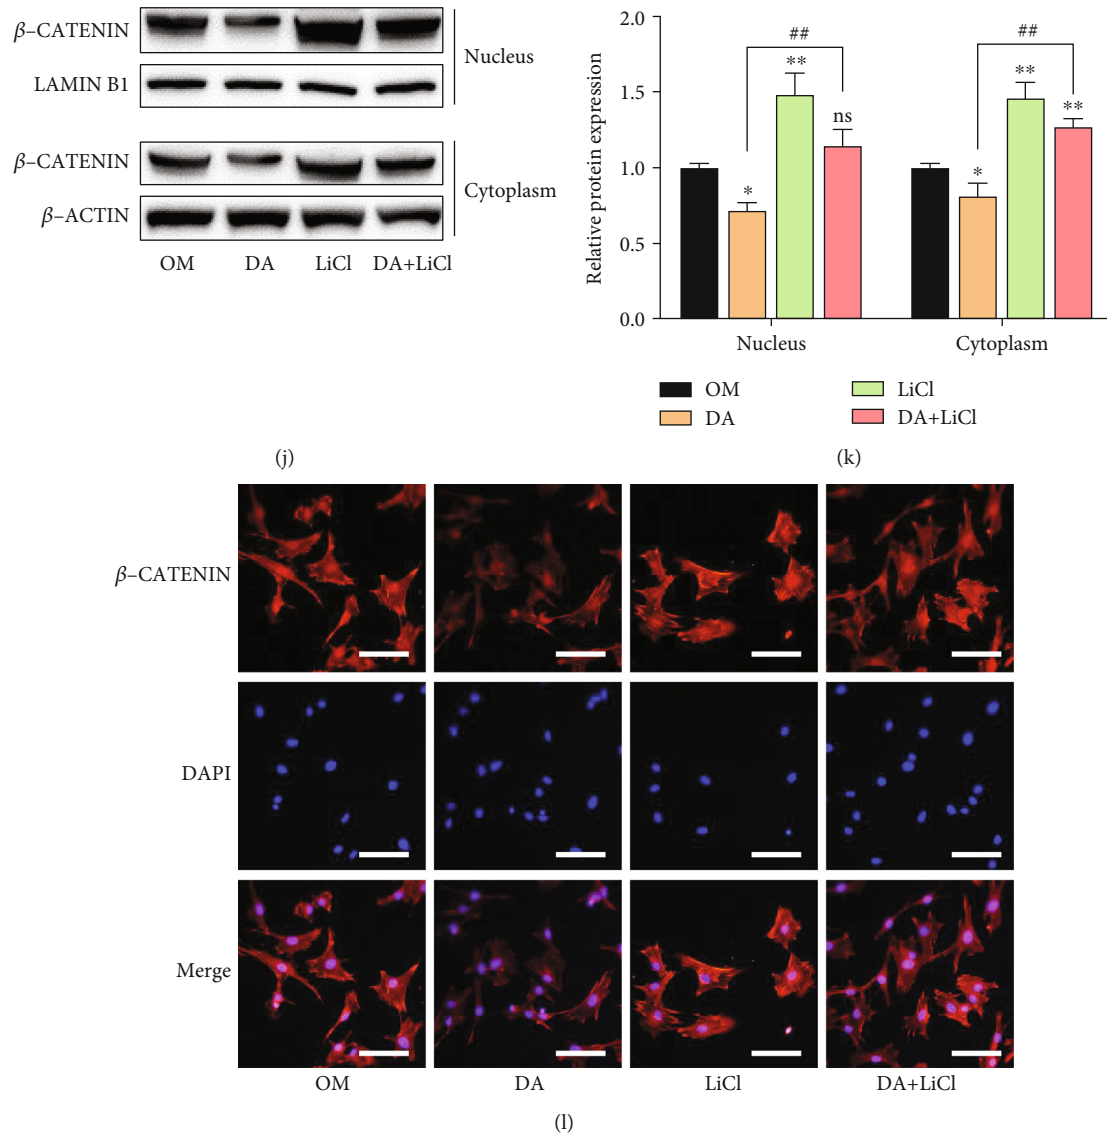 β–CATENIN
LAMIN B1
Nucleus
β–CATENIN
β–ACTIN
Cytoplasm
OM DA LiCl DA+LiCl
(j)
Relative protein expression
2.0
1.5
1.0
0.5
0.0
* ** ns ##
* ** ** ##
Nucleus Cytoplasm
OM LiCl
DA DA+LiCl
(k)
β–CATENIN
DAPI
Merge
OM DA LiCl DA+LiCl
(l)